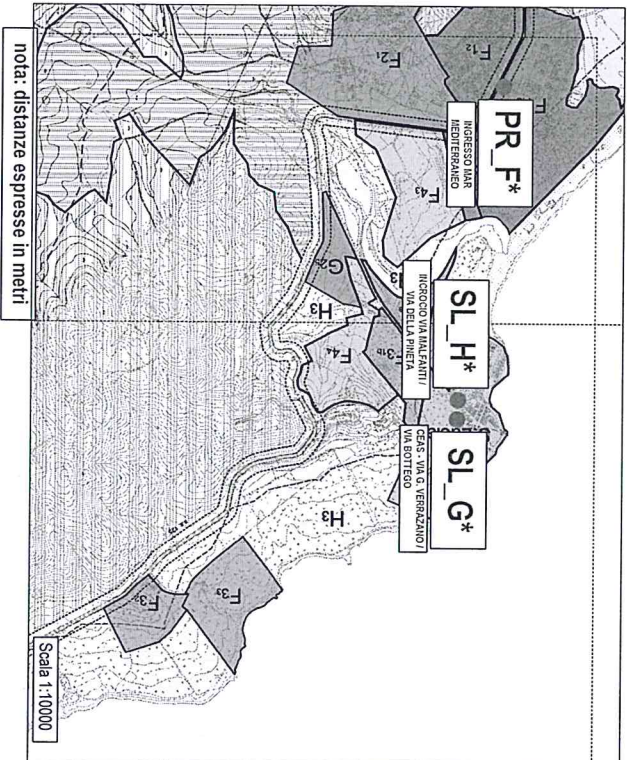 PR_F*
INGRESSO MAR
MEDITERRANEO
SL_H*
INCROCIO VIA MALFANTI /
VIA DELLA PINETA
SL_G*
CEAS - VIA G. VERRAZANO /
VIA BOTTEGO
F12
F
F21
F43
G2
H3
F44
H3
F33
F3
Scala 1:10000
nota: distanze espresse in metri